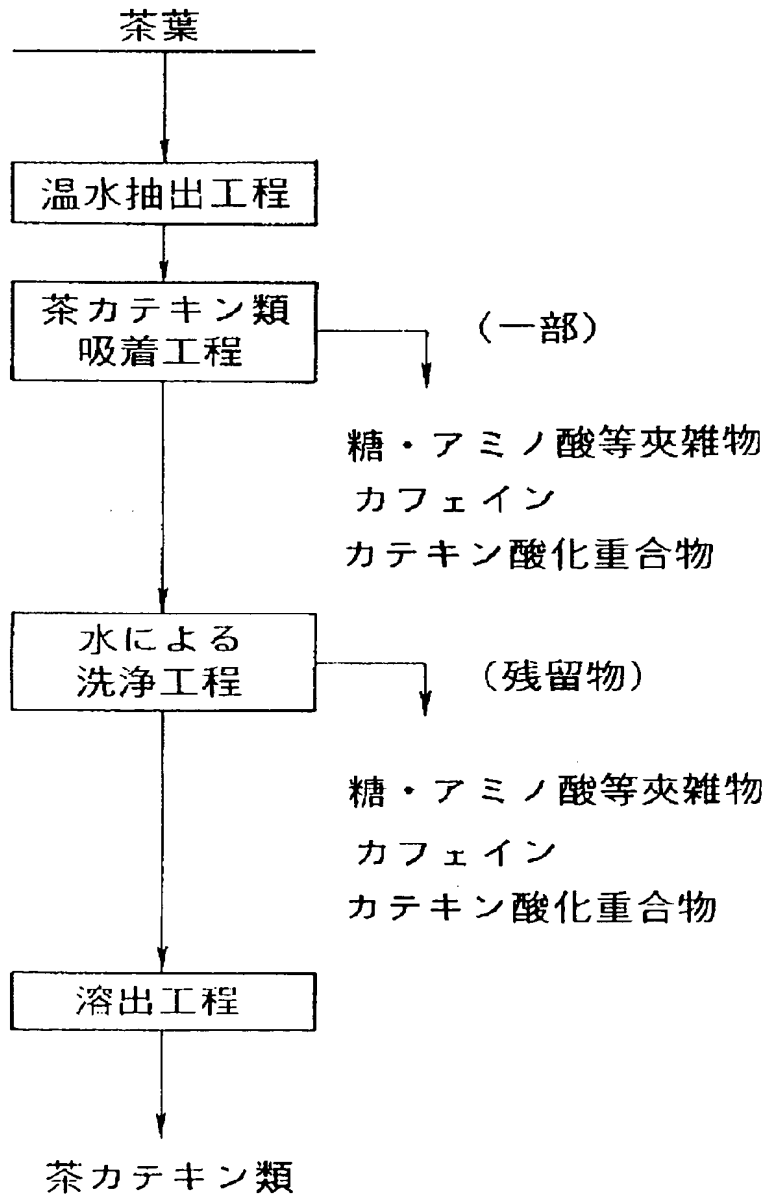 茶葉
温水抽出工程
茶カテキン類
吸着工程
(一部)
糖・アミノ酸等夾雑物
カフェイン
カテキン酸化重合物
水による
洗浄工程
(残留物)
糖・アミノ酸等夾雑物
カフェイン
カテキン酸化重合物
溶出工程
茶カテキン類